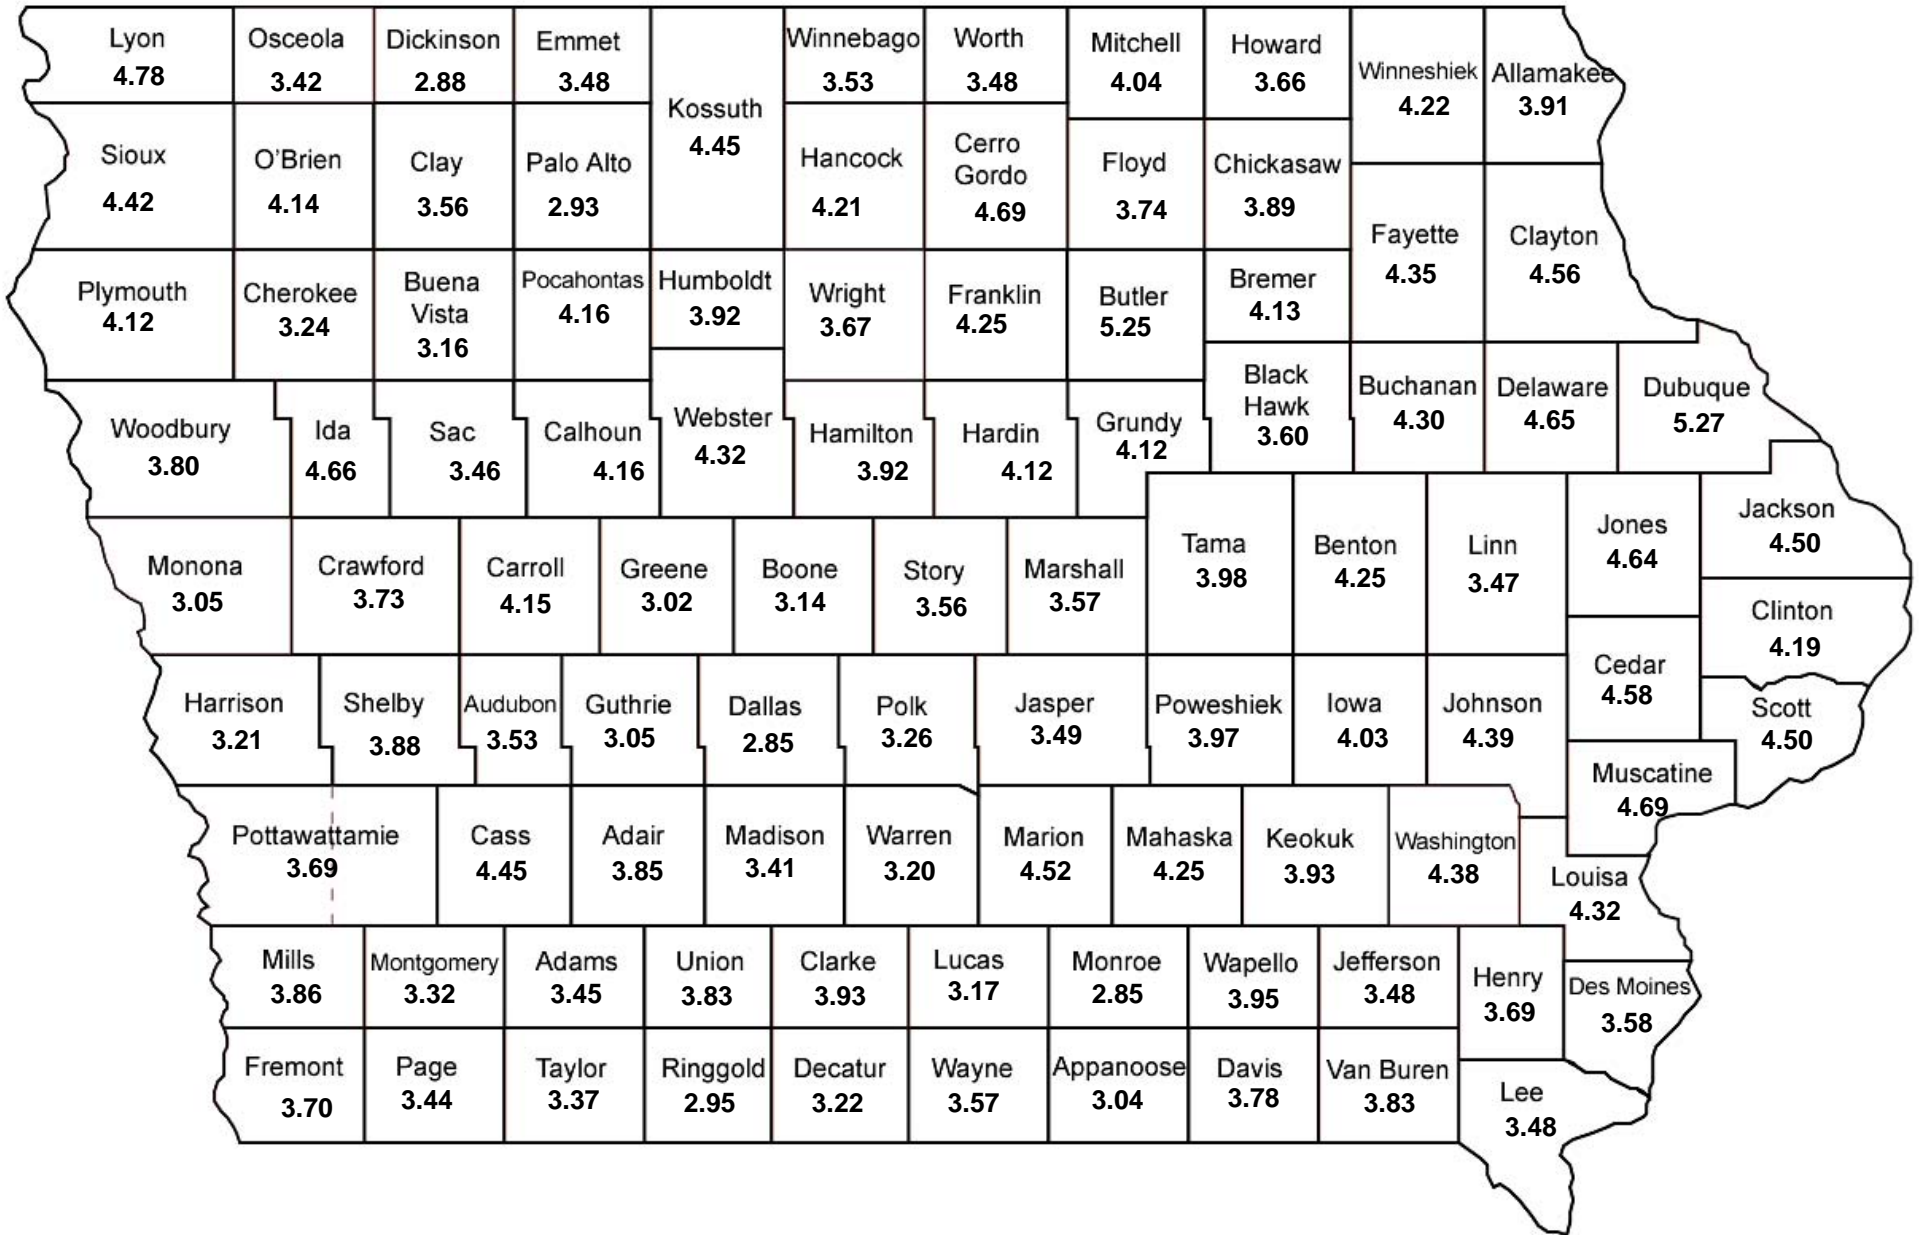 Lyon
4.78
Osceola
3.42
Dickinson
2.88
Emmet
3.48
Kossuth
4.45
Winnebago
3.53
Worth
3.48
Mitchell
4.04
Howard
3.66
Winneshiek
4.22
Allamakee
3.91
Sioux
4.42
O'Brien
4.14
Clay
3.56
Palo Alto
2.93
Hancock
4.21
Cerro
Gordo
4.69
Floyd
3.74
Chickasaw
3.89
Fayette
4.35
Clayton
4.56
Plymouth
4.12
Cherokee
3.24
Buena
Vista
3.16
Pocahontas
4.16
Humboldt
3.92
Wright
3.67
Franklin
4.25
Butler
5.25
Bremer
4.13
Woodbury
3.80
Ida
4.66
Sac
3.46
Calhoun
4.16
Webster
4.32
Hamilton
3.92
Hardin
4.12
Grundy
4.12
Black
Hawk
3.60
Buchanan
4.30
Delaware
4.65
Dubuque
5.27
Monona
3.05
Crawford
3.73
Carroll
4.15
Greene
3.02
Boone
3.14
Story
3.56
Marshall
3.57
Tama
3.98
Benton
4.25
Linn
3.47
Jones
4.64
Jackson
4.50
Clinton
4.19
Harrison
3.21
Shelby
3.88
Audubon
3.53
Guthrie
3.05
Dallas
2.85
Polk
3.26
Jasper
3.49
Poweshiek
3.97
Iowa
4.03
Johnson
4.39
Cedar
4.58
Scott
4.50
Muscatine
4.69
Pottawattamie
3.69
Cass
4.45
Adair
3.85
Madison
3.41
Warren
3.20
Marion
4.52
Mahaska
4.25
Keokuk
3.93
Washington
4.38
Louisa
4.32
Mills
3.86
Montgomery
3.32
Adams
3.45
Union
3.83
Clarke
3.93
Lucas
3.17
Monroe
2.85
Wapello
3.95
Jefferson
3.48
Henry
3.69
Des Moines
3.58
Fremont
3.70
Page
3.44
Taylor
3.37
Ringgold
2.95
Decatur
3.22
Wayne
3.57
Appanoose
3.04
Davis
3.78
Van Buren
3.83
Lee
3.48